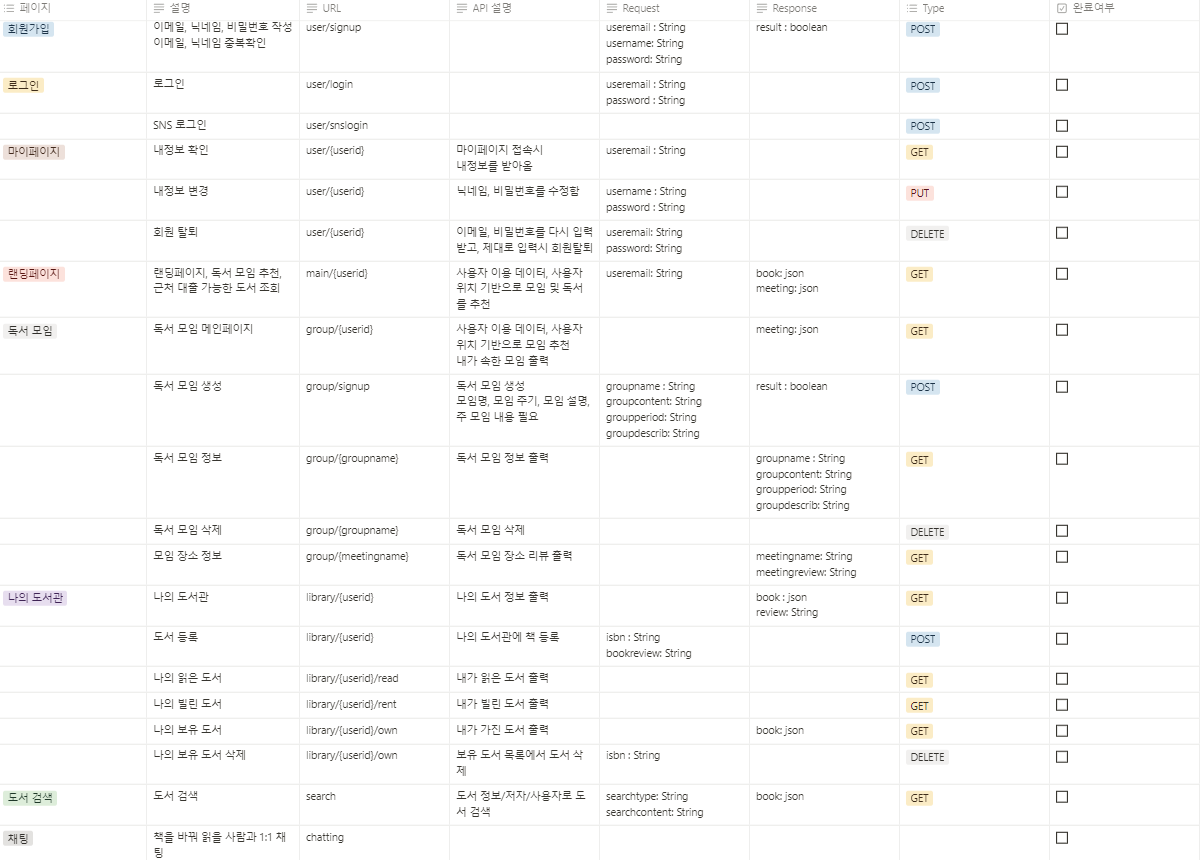 페이지 설명 URL API 설명 Request Response Type 완료여부
회원가입 이메일, 닉네임, 비밀번호 작성 user/signup useremail : String result : boolean POST
이메일, 닉네임 중복확인 username: String
password: String
로그인 로그인 user/login useremail : String POST
password : String
SNS 로그인 user/snslogin POST
마이페이지 내정보 확인 user/{userid} 마이페이지 접속시 useremail : String GET
내정보를 받아옴
내정보 변경 user/{userid} 닉네임, 비밀번호를 수정함 username : String PUT
password : String
회원 탈퇴 user/{userid} 이메일, 비밀번호를 다시 입력 useremail: String DELETE
받고, 제대로 입력시 회원탈퇴 password: String
랜딩페이지 랜딩페이지, 독서 모임 추천, main/{userid} 사용자 이용 데이터, 사용자 useremail: String book: json GET
근처 대출 가능한 도서 조회 위치 기반으로 모임 및 독서 meeting: json
를 추천
독서 모임 독서 모임 메인페이지 group/{userid} 사용자 이용 데이터, 사용자 meeting: json GET
위치 기반으로 모임 추천
내가 속한 모임 출력
독서 모임 생성 group/signup 독서 모임 생성 groupname : String result : boolean POST
모임명, 모임 주기, 모임 설명, groupcontent: String
주 모임 내용 필요 groupperiod: String
groupdescrib: String
독서 모임 정보 group/{groupname} 독서 모임 정보 출력 groupname : String GET
groupcontent: String
groupperiod: String
groupdescrib: String
독서 모임 삭제 group/{groupname} 독서 모임 삭제 DELETE
모임 장소 정보 group/{meetingname} 독서 모임 장소 리뷰 출력 meetingname: String GET
meetingreview: String
나의 도서관 나의 도서관 library/{userid} 나의 도서 정보 출력 book : json GET
review: String
도서 등록 library/{userid} 나의 도서관에 책 등록 isbn : String POST
bookreview: String
나의 읽은 도서 library/{userid}/read 내가 읽은 도서 출력 GET
나의 빌린 도서 library/{userid}/rent 내가 빌린 도서 출력 GET
나의 보유 도서 library/{userid}/own 내가 가진 도서 출력 book: json GET
나의 보유 도서 삭제 library/{userid}/own 보유 도서 목록에서 도서 삭 isbn : String DELETE
제
도서 검색 도서 검색 search 도서 정보/저자/사용자로 도 searchtype: String book: json GET
서 검색 searchcontent: String
채팅 책을 바꿔 읽을 사람과 1:1 채 chatting
팅